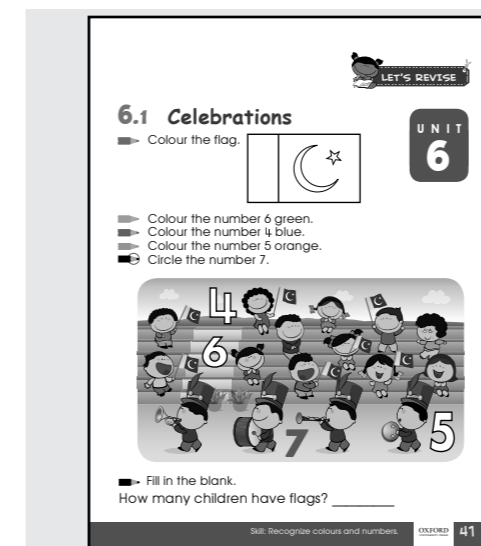 LET'S REVISE
6.1 Celebrations
UNIT
6
Colour the flag.
Colour the number 6 green.
Colour the number 4 blue.
Colour the number 5 orange.
Circle the number 7.
4
6
7
5
Fill in the blank.
How many children have flags? ________
Skill: Recognize colours and numbers.
OXFORD
41